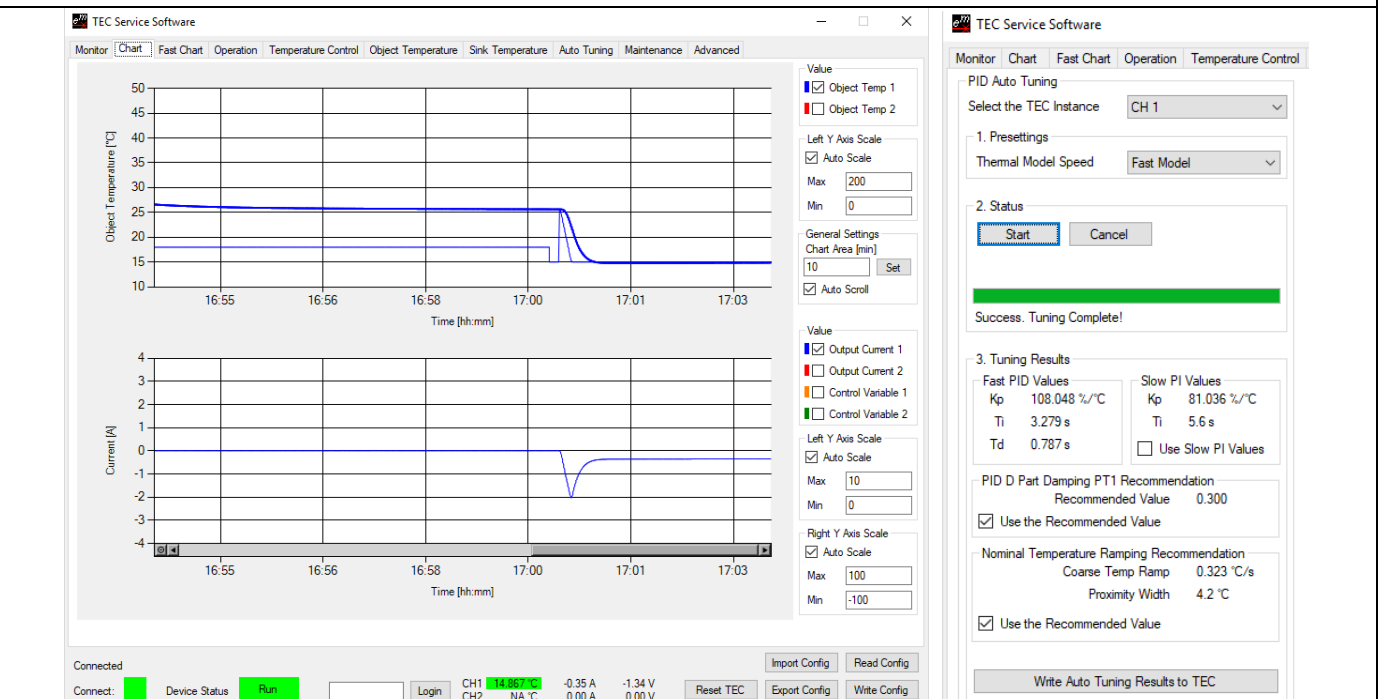 TEC Service Software
Monitor Chart Fast Chart Operation Temperature Control Object Temperature Sink Temperature Auto Tuning Maintenance Advanced
Object Temperature [°C]
50
45
40
35
30
25
20
15
10
16:55 16:56 16:58 17:00 17:01 17:03
Time [hh:mm]
Value
Object Temp 1
Object Temp 2
Left Y Axis Scale
Auto Scale
Max 200
Min 0
General Settings
Chart Area [min]
10 Set
Auto Scroll
Current [A]
4
3
2
1
0
-1
-2
-3
-4
16:55 16:56 16:58 17:00 17:01 17:03
Time [hh:mm]
Value
Output Current 1
Output Current 2
Control Variable 1
Control Variable 2
Left Y Axis Scale
Auto Scale
Max 10
Min 0
Right Y Axis Scale
Auto Scale
Max 100
Min -100
Connected
Import Config Read Config
Connect: Device Status Run Login CH1 14.867 °C -0.35 A -1.34 V Reset TEC Export Config Write Config
CH2 NA °C 0.00 A 0.00 V
em TEC Service Software
Monitor Chart Fast Chart Operation Temperature Control
PID Auto Tuning
Select the TEC Instance CH 1
1. Presettings
Thermal Model Speed Fast Model
2. Status
Start Cancel
Success. Tuning Complete!
3. Tuning Results
Fast PID Values
Kp 108.048 %/°C
Ti 3.279 s
Td 0.787 s
Slow PI Values
Kp 81.036 %/°C
Ti 5.6 s
Use Slow PI Values
PID D Part Damping PT1 Recommendation
Recommended Value 0.300
Use the Recommended Value
Nominal Temperature Ramping Recommendation
Coarse Temp Ramp 0.323 °C/s
Proximity Width 4.2 °C
Use the Recommended Value
Write Auto Tuning Results to TEC